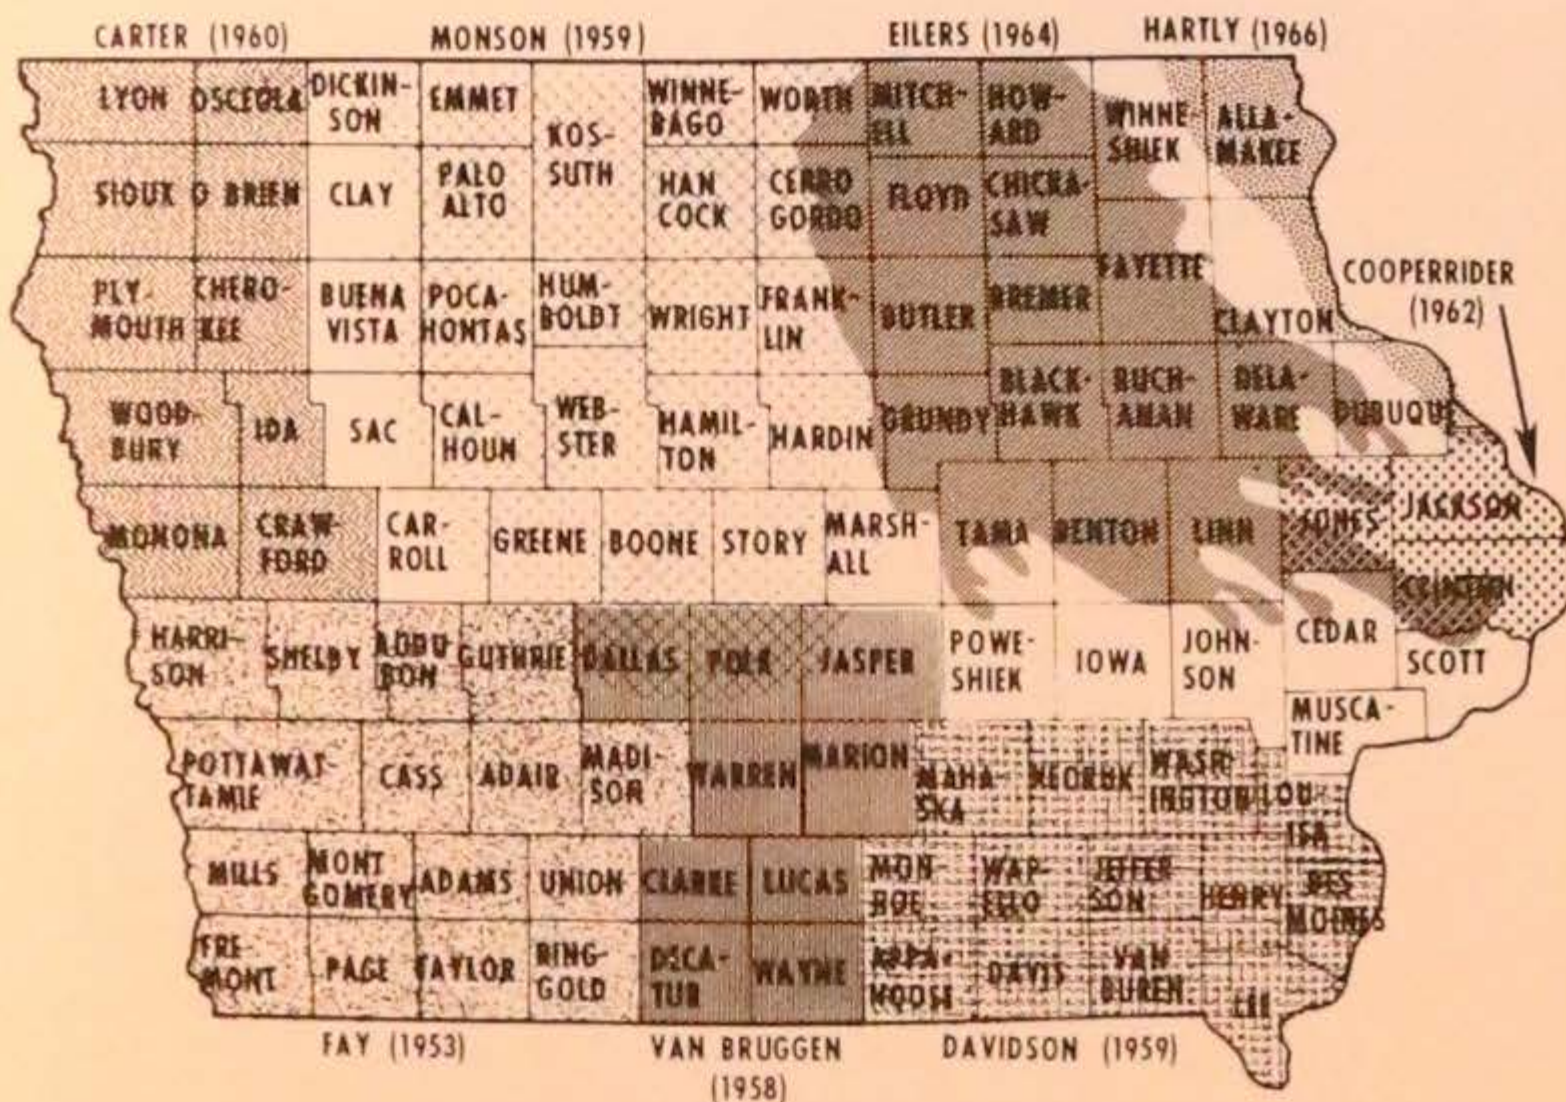 CARTER (1960)
MONSON (1959)
EILERS (1964)
HARTLY (1966)
LYON
OSCEOLA
DICKIN-
SON
EMMET
KOS-
SUTH
WINNE-
BAGO
WORTH
MITCH-
ELL
HOW-
ARD
WINNE-
SHIEK
ALLA-
MAKEE
SIOUX
O BRIEN
CLAY
PALO
ALTO
HAN
COCK
CERRO
GORDO
FLOYD
CHICKA-
SAW
FAYETTE
CLAYTON
COOPERRIDER
(1962)
PLY-
MOUTH
CHERO-
KEE
BUENA
VISTA
POCA-
HONTAS
HUM-
BOLDT
WRIGHT
FRANK-
LIN
BUTLER
BREMER
WOOD-
BURY
IDA
SAC
CAL-
HOUN
WEB-
STER
HAMIL-
TON
HARDIN
GRUNDY
BLACK-
HAWK
BUCH-
ANAN
DELA-
WARE
DUBUQUE
MONONA
CRAW-
FORD
CAR-
ROLL
GREENE
BOONE
STORY
MARSH-
ALL
TAMA
BENTON
LINN
JONES
JACKSON
CLINTON
HARRI-
SON
SHELBY
AUDU
BON
GUTHRIE
DALLAS
POLK
JASPER
POWE-
SHIEK
IOWA
JOHN-
SON
CEDAR
SCOTT
MUSCA-
TINE
POTTAWAT-
TAMIE
CASS
ADAIR
MADI-
SON
WARREN
MARION
MAHA-
SKA
KEOKUK
WASH-
INGTON
LOU-
ISA
MILLS
MONT
GOMERY
ADAMS
UNION
CLARKE
LUCAS
MON-
ROE
WAP-
ELLO
JEFFER
SON
HENRY
DES
MOINES
FRE-
MONT
PAGE
TAYLOR
RING-
GOLD
DECA-
TUR
WAYNE
APPA-
NOOSE
DAVIS
VAN
BUREN
LEE
FAY (1953)
VAN BRUGGEN
(1958)
DAVIDSON (1959)